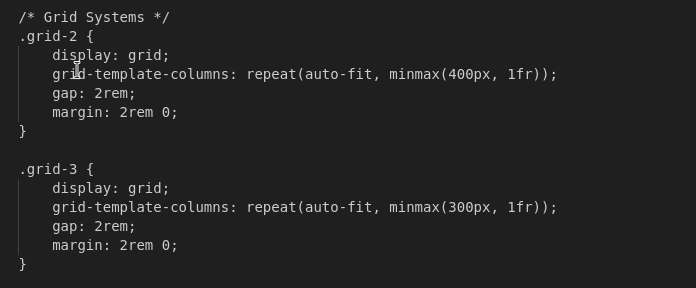 /* Grid Systems */
.grid-2 {
    display: grid;
    grid-template-columns: repeat(auto-fit, minmax(400px, 1fr));
    gap: 2rem;
    margin: 2rem 0;
}

.grid-3 {
    display: grid;
    grid-template-columns: repeat(auto-fit, minmax(300px, 1fr));
    gap: 2rem;
    margin: 2rem 0;
}